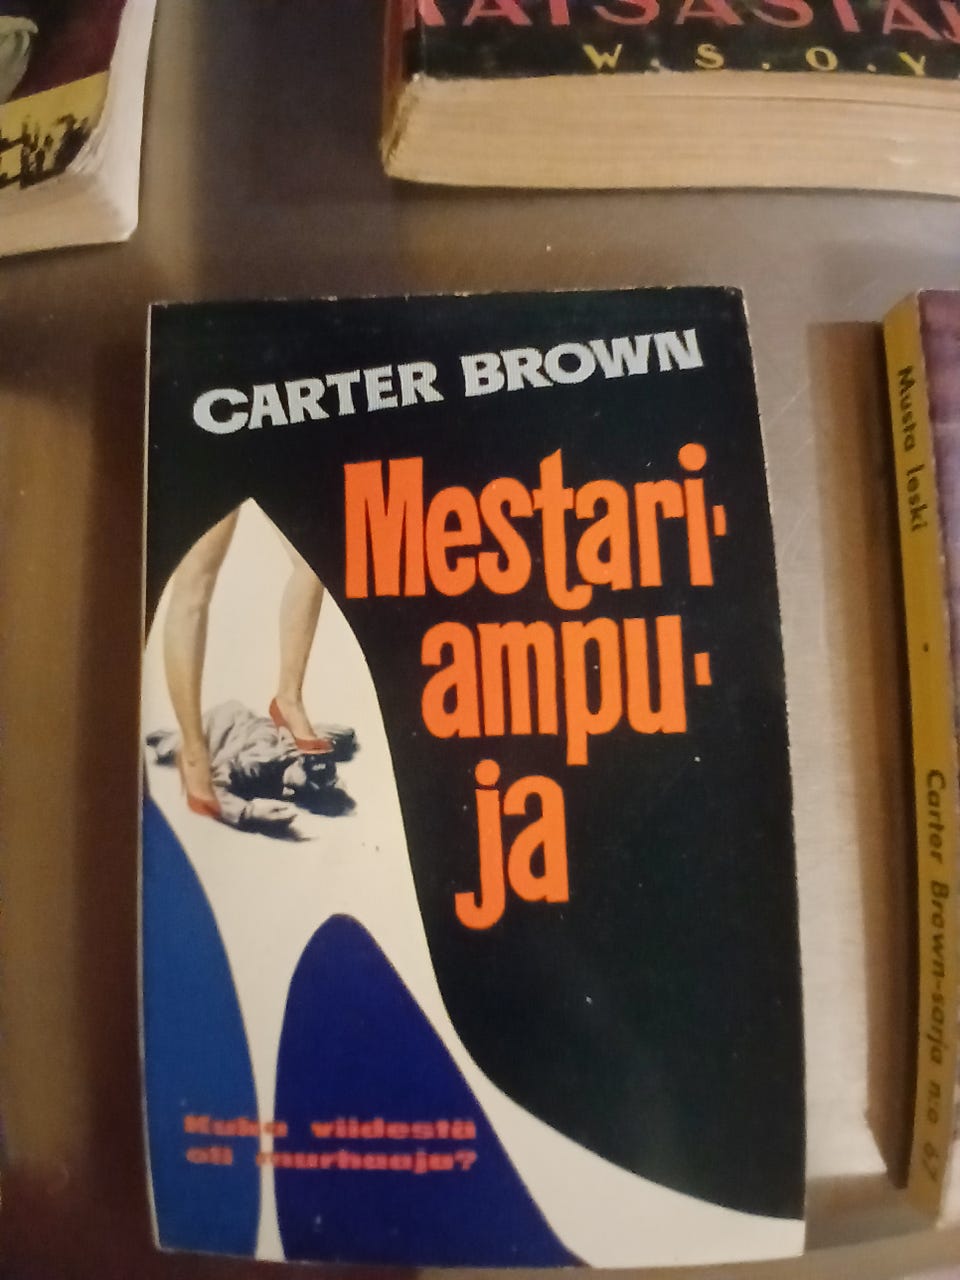 W.S.O.Y
CARTER BROWN
Mestari-
ampu-
ja
Kuka viidestä
oli murhaaja?
Musta leski
Carter Brown-sarja n:o 67